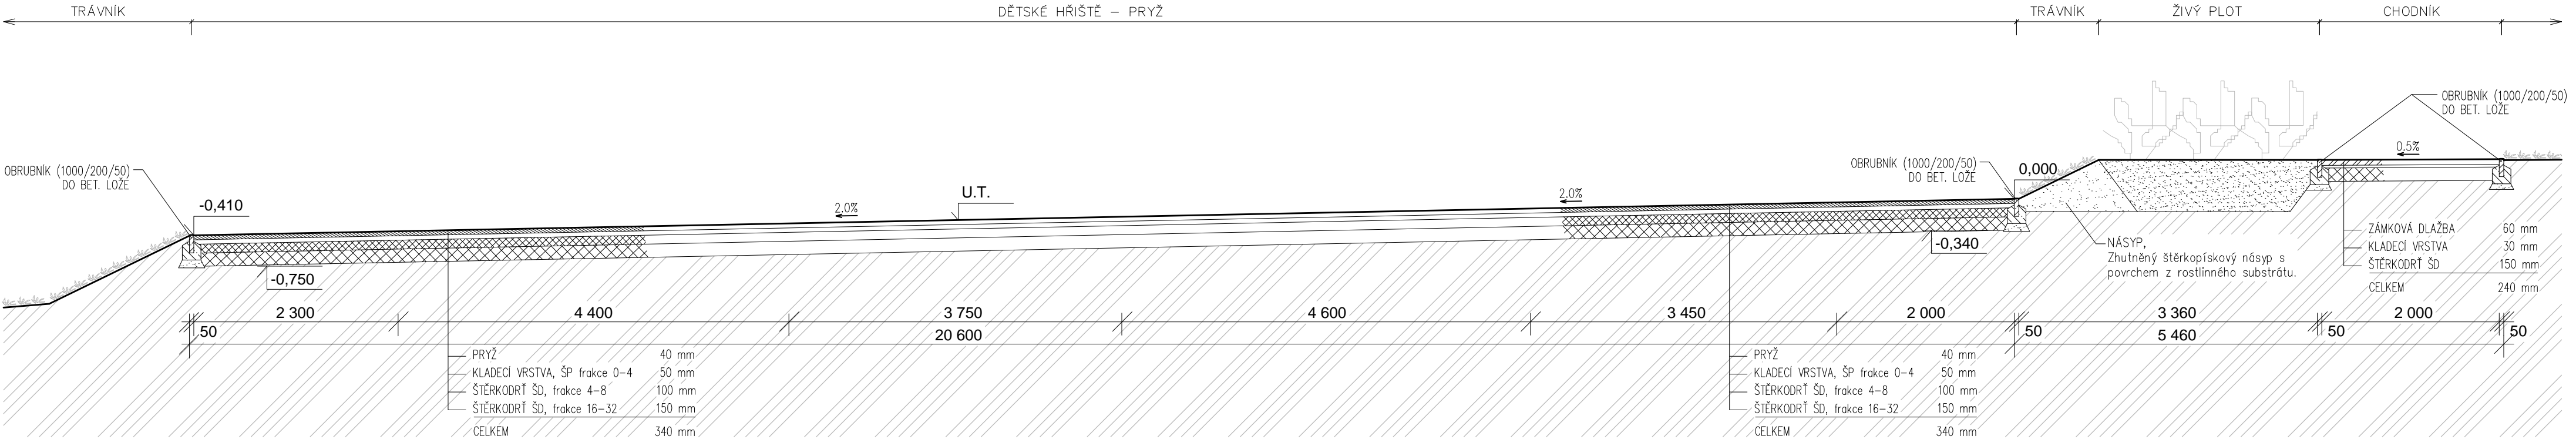 TRÁVNÍK
DĚTSKÉ HŘIŠTĚ – PRYŽ
TRÁVNÍK
ŽIVÝ PLOT
CHODNÍK
OBRUBNÍK (1000/200/50)
DO BET. LOŽE
OBRUBNÍK (1000/200/50)
DO BET. LOŽE
OBRUBNÍK (1000/200/50)
DO BET. LOŽE
-0,410
2.0%
U.T.
2.0%
0,000
0.5%
-0,750
-0,340
NÁSYP,
Zhutněný štěrkopískový násyp s
povrchem z rostlinného substrátu.
ZÁMKOVÁ DLAŽBA 60 mm
KLADECÍ VRSTVA 30 mm
ŠTĚRKODRŤ ŠD 150 mm
CELKEM 240 mm
2 300
4 400
3 750
4 600
3 450
2 000
3 360
2 000
50
20 600
50
5 460
50
50
PRYŽ 40 mm
KLADECÍ VRSTVA, ŠP frakce 0–4 50 mm
ŠTĚRKODRŤ ŠD, frakce 4–8 100 mm
ŠTĚRKODRŤ ŠD, frakce 16–32 150 mm
CELKEM 340 mm
PRYŽ 40 mm
KLADECÍ VRSTVA, ŠP frakce 0–4 50 mm
ŠTĚRKODRŤ ŠD, frakce 4–8 100 mm
ŠTĚRKODRŤ ŠD, frakce 16–32 150 mm
CELKEM 340 mm